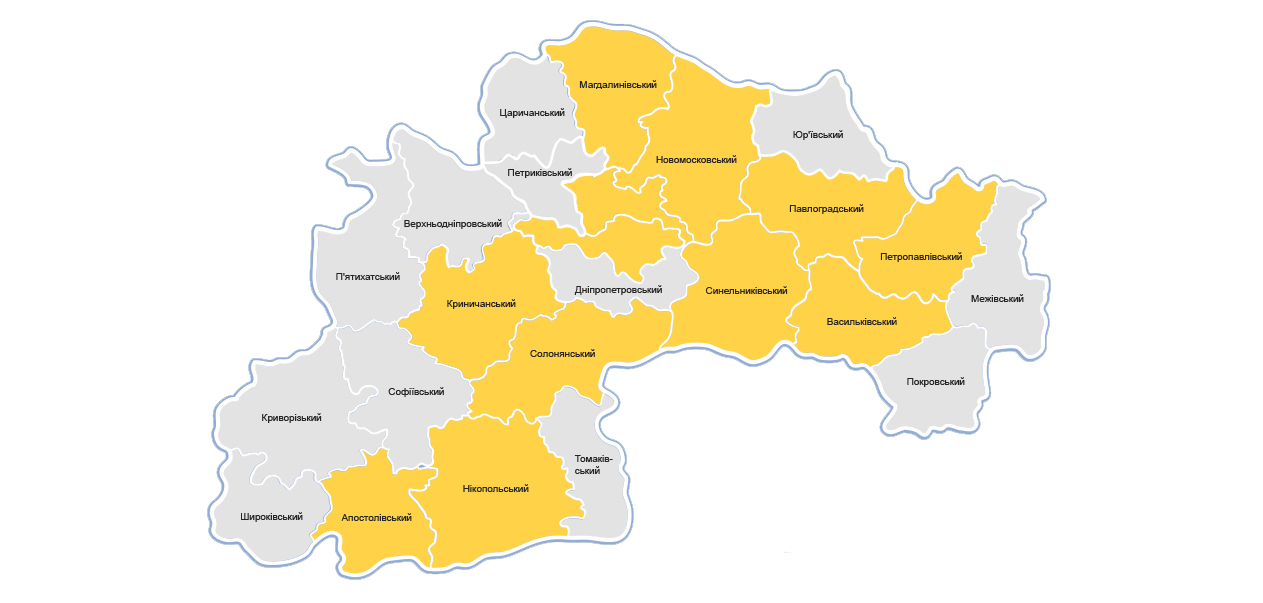 Магдалинівський
Царичанський
Юр'ївський
Новомосковський
Петриківський
Павлоградський
Верхньодніпровський
Петропавлівський
П'ятихатський
Дніпропетровський
Синельниківський
Межівський
Криничанський
Васильківський
Солонянський
Покровський
Софіївський
Криворізький
Томаків-
ський
Нікопольський
Широківський
Апостолівський